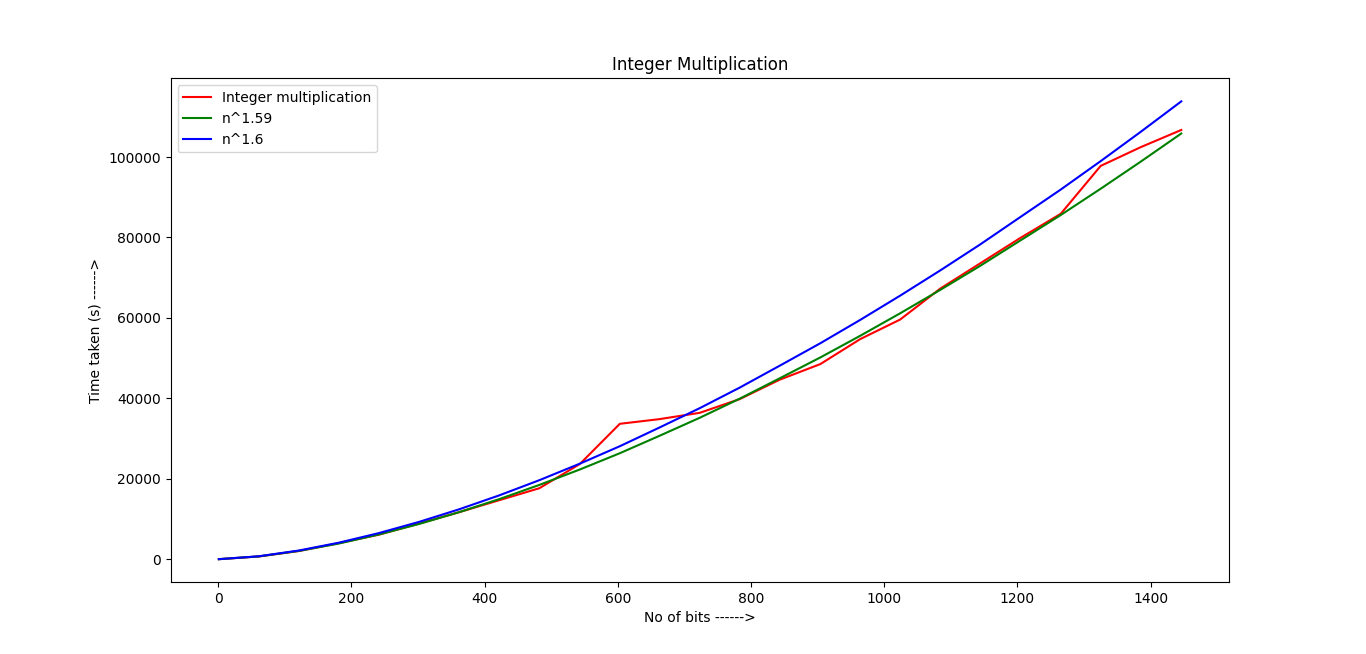 Integer Multiplication
Integer multiplication
n^1.59
n^1.6
100000
80000
60000
40000
20000
0
Time taken (s) ------>
0 200 400 600 800 1000 1200 1400
No of bits ------>